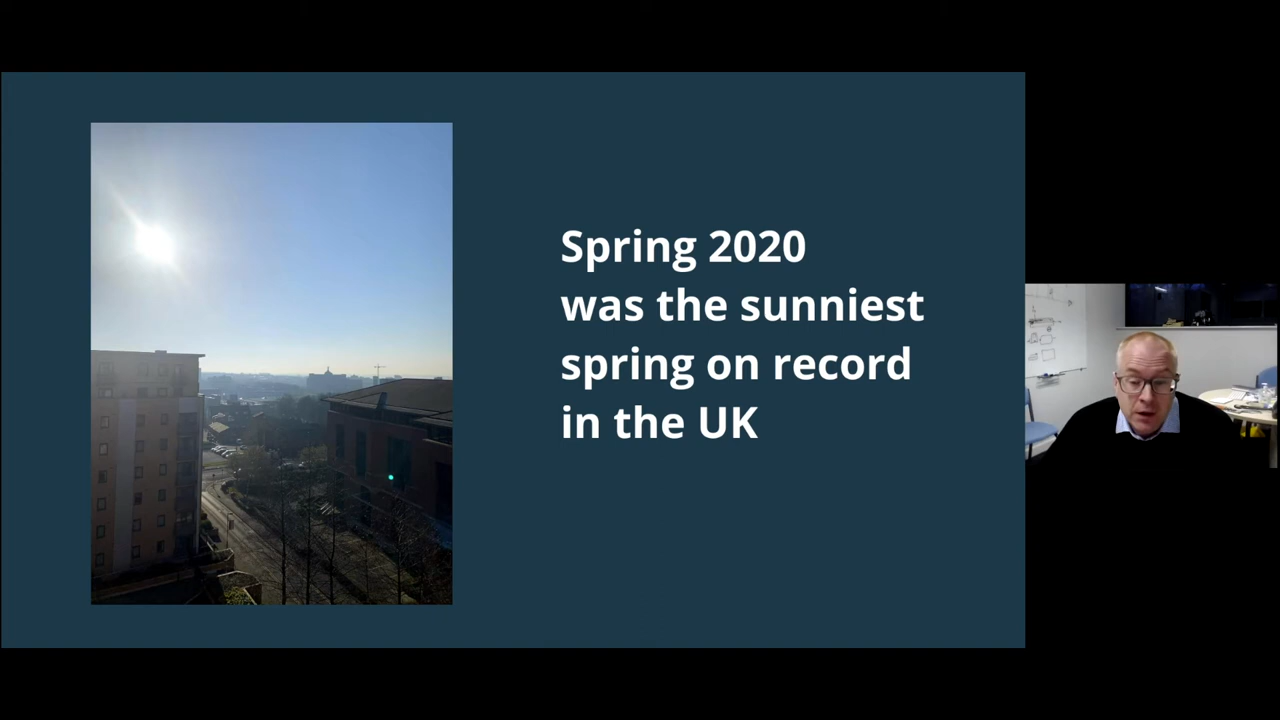 Spring 2020
was the sunniest
spring on record
in the UK